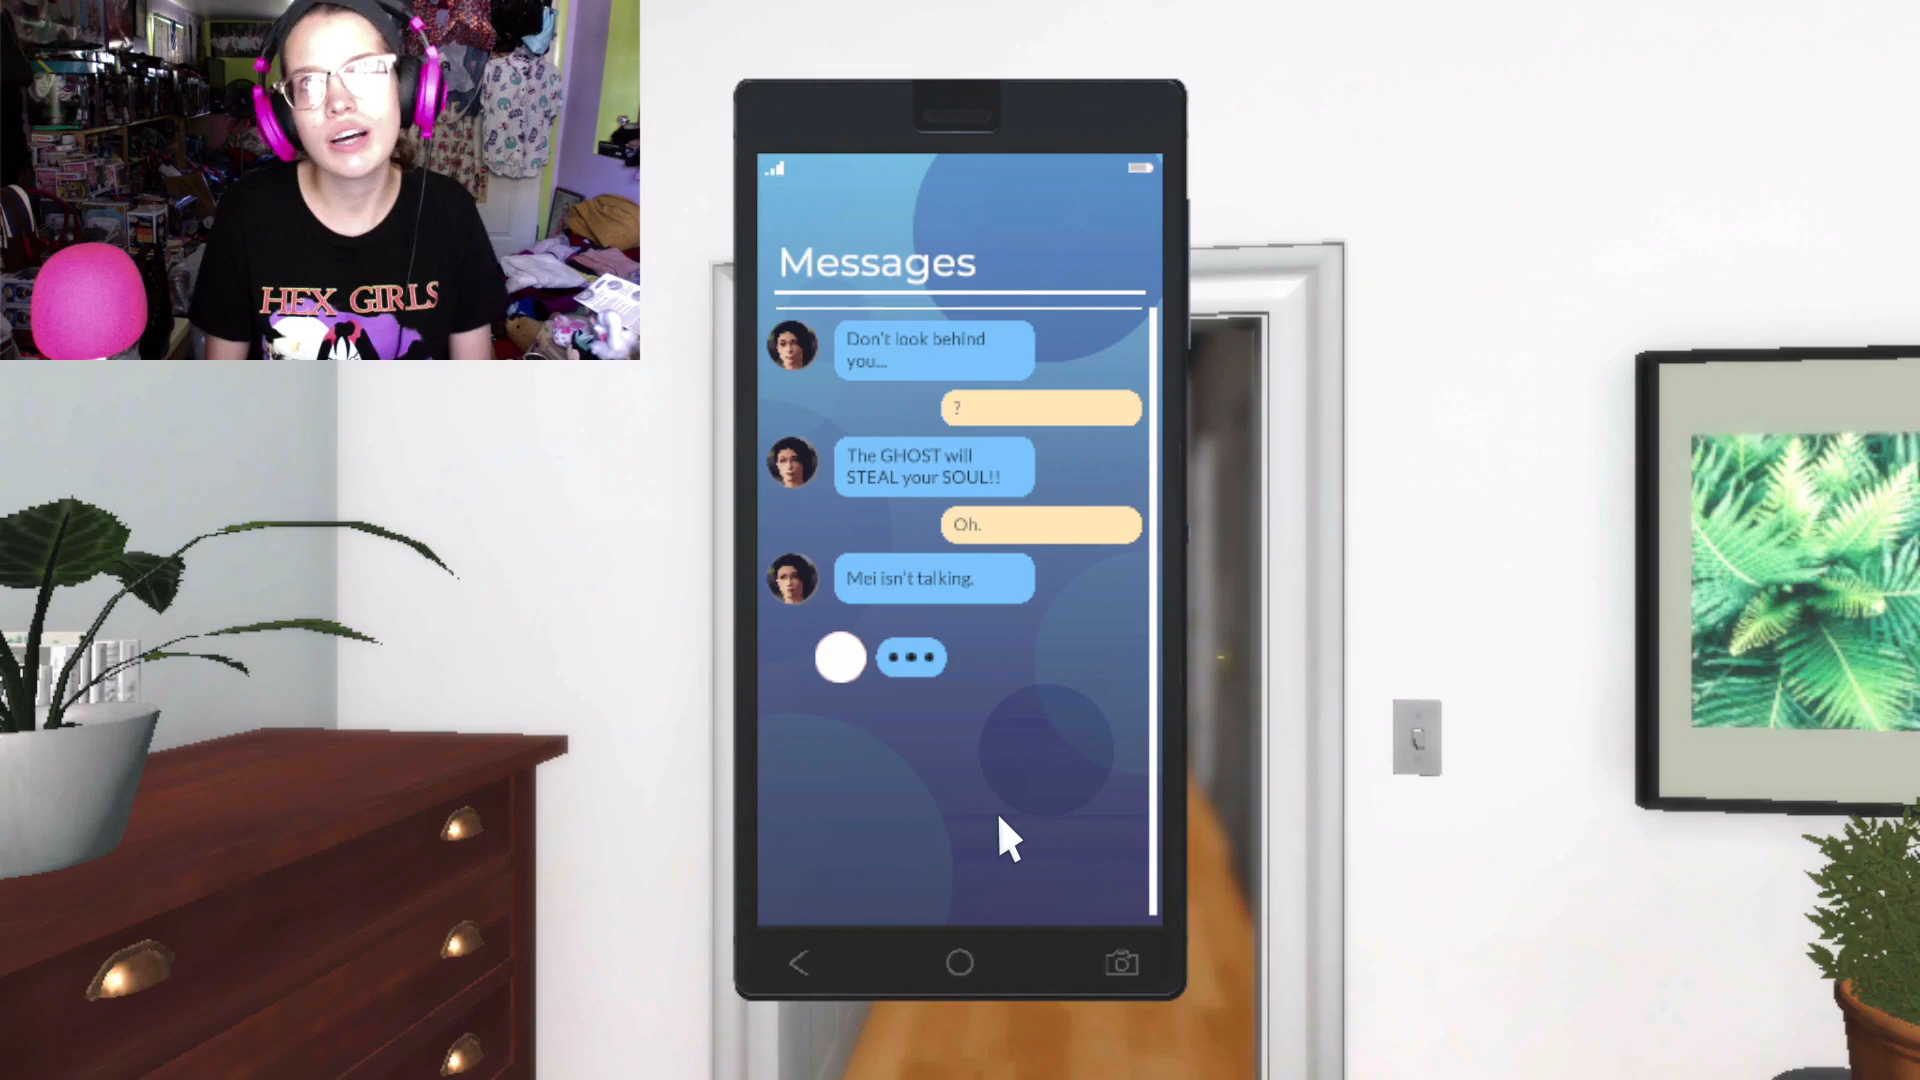 HEX GIRLS
Messages
Don't look behind
you...
?
The GHOST will
STEAL your SOUL!!
Oh.
Mei isn't talking.